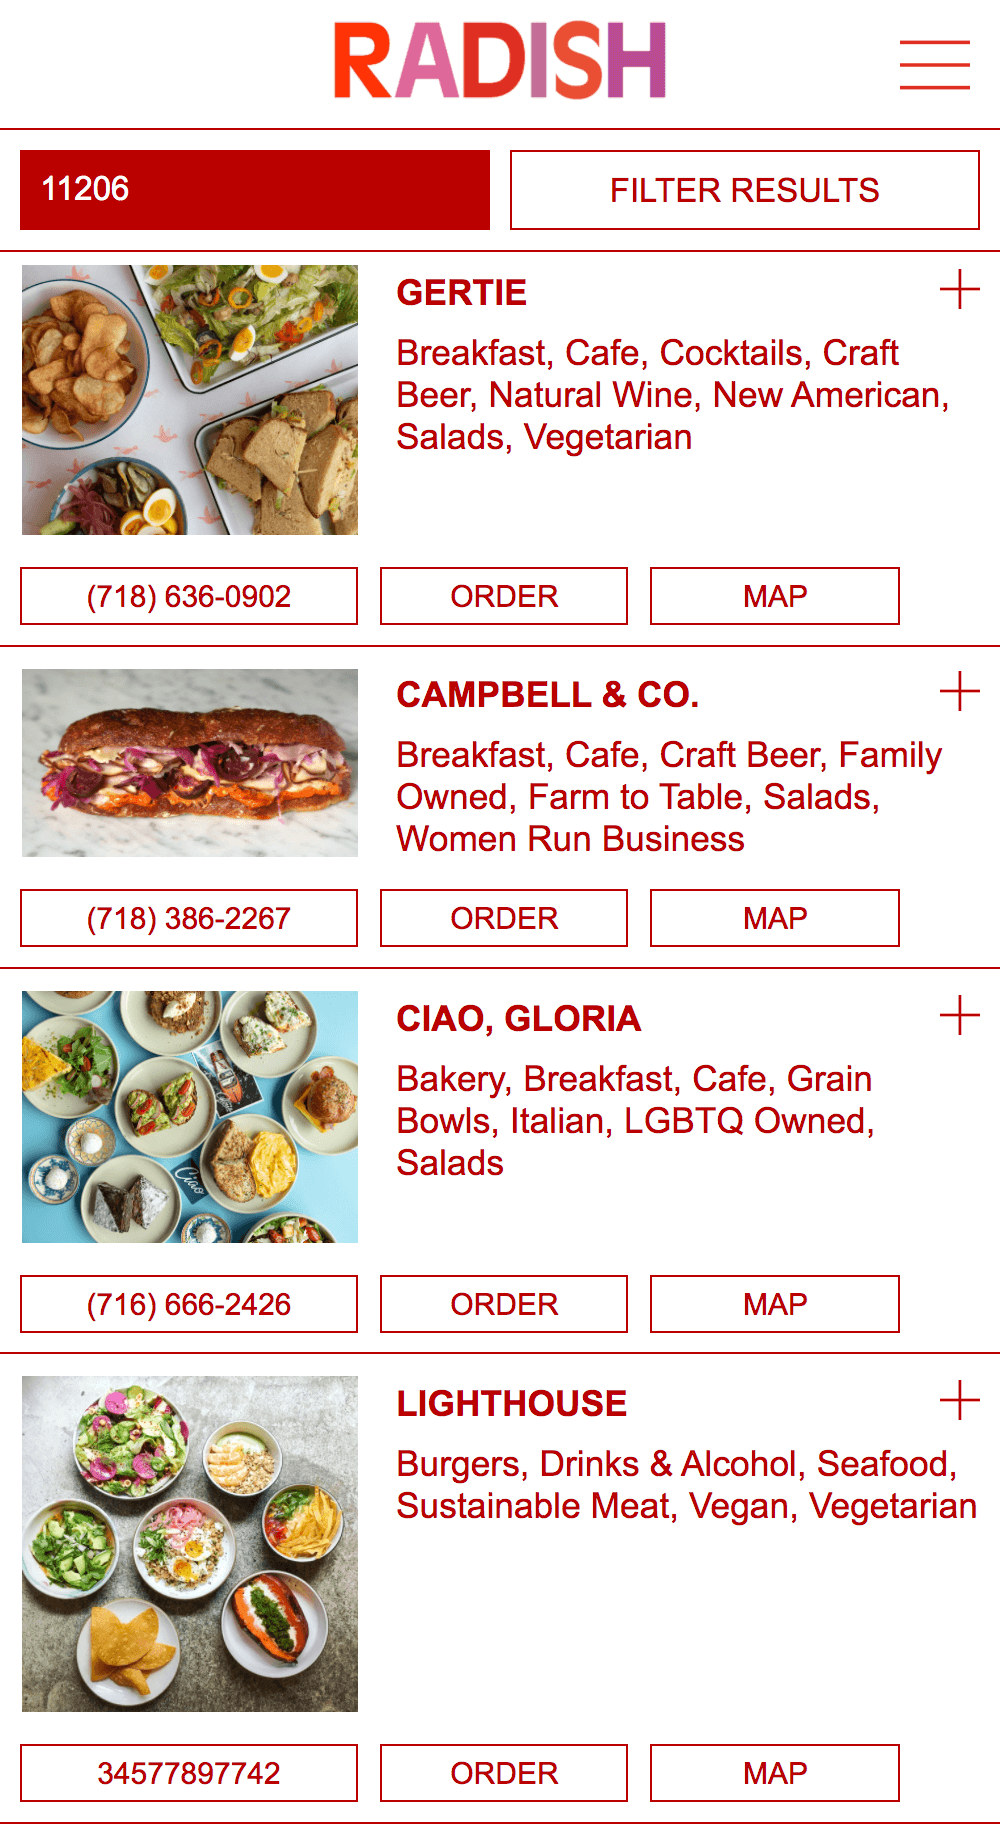 RADISH
11206
FILTER RESULTS
GERTIE
Breakfast, Cafe, Cocktails, Craft
Beer, Natural Wine, New American,
Salads, Vegetarian
(718) 636-0902
ORDER
MAP
CAMPBELL & CO.
Breakfast, Cafe, Craft Beer, Family
Owned, Farm to Table, Salads,
Women Run Business
(718) 386-2267
ORDER
MAP
CIAO, GLORIA
Bakery, Breakfast, Cafe, Grain
Bowls, Italian, LGBTQ Owned,
Salads
Ciao
(716) 666-2426
ORDER
MAP
LIGHTHOUSE
Burgers, Drinks & Alcohol, Seafood,
Sustainable Meat, Vegan, Vegetarian
34577897742
ORDER
MAP